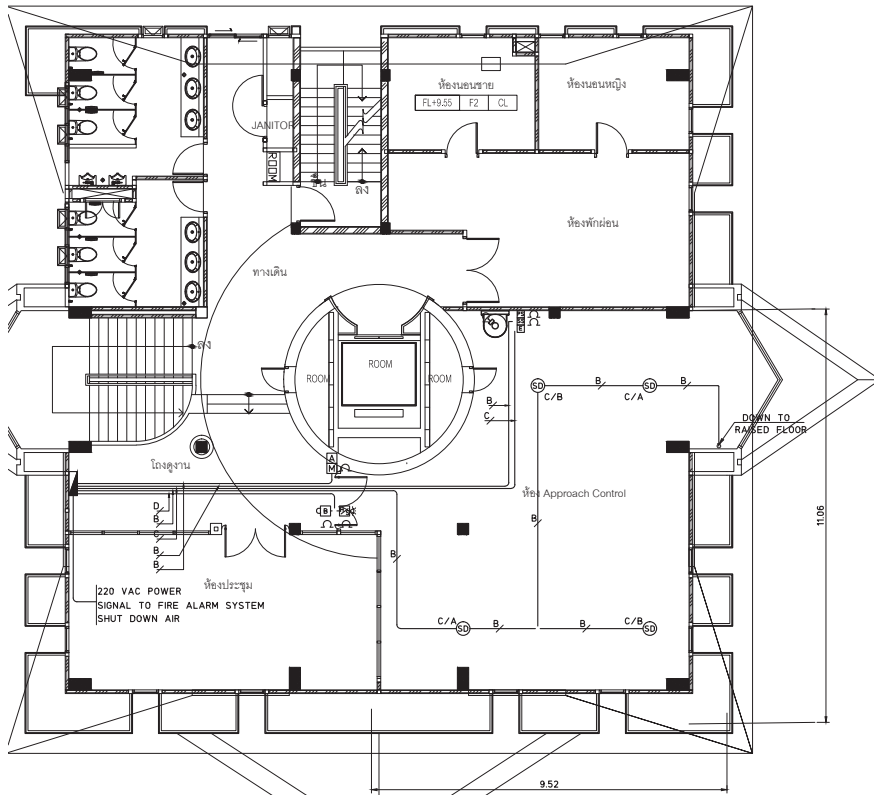 ห้องนอนชาย
ห้องนอนหญิง
FL+9.55 F2 CL
JANITOR
ROOM
ขึ้น
ลง
ห้องพักผ่อน
ทางเดิน
ลง
ROOM
ROOM
ROOM
SD
B
SD
B
C/B
C/A
B
C
DOWN TO
RAISED FLOOR
A
M
โถงดูงาน
ห้อง Approach Control
11.06
D
B
C
B
B
B
B
B
ห้องประชุม
220 VAC POWER
SIGNAL TO FIRE ALARM SYSTEM
SHUT DOWN AIR
C/A
SD
B
B
C/B
SD
9.52